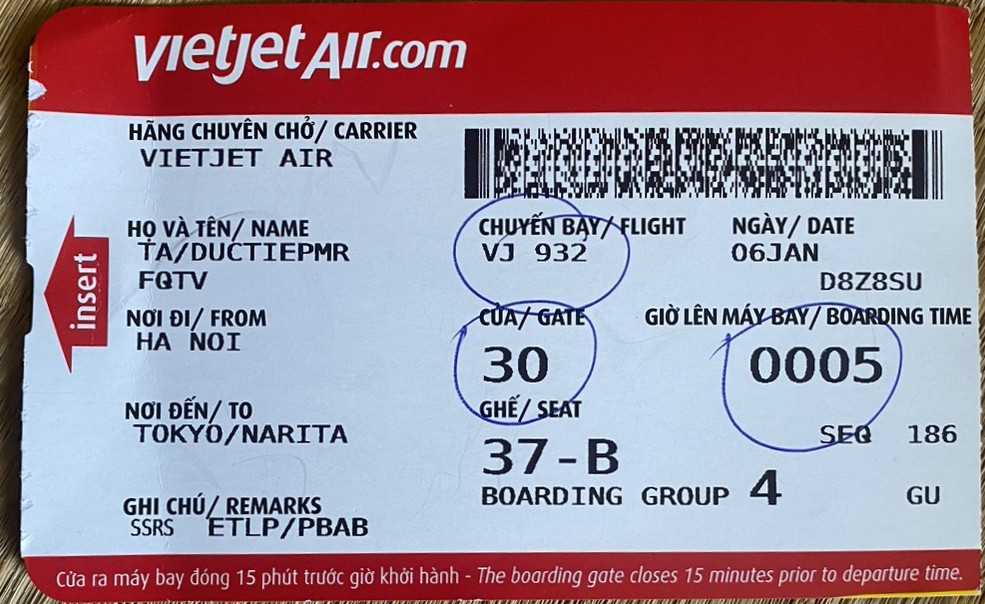 vietjetAir.com
HÃNG CHUYÊN CHỞ/ CARRIER
VIETJET AIR
HỌ VÀ TÊN/ NAME
TA/DUCTIEPMR
FQTV
CHUYẾN BAY/ FLIGHT
VJ 932
NGÀY/ DATE
06JAN
D8Z8SU
insert
NƠI ĐI/ FROM
HA NOI
CỬA/ GATE
30
GIỜ LÊN MÁY BAY/ BOARDING TIME
0005
NƠI ĐẾN/ TO
TOKYO/NARITA
GHẾ/ SEAT
37-B
SEQ 186
BOARDING GROUP 4 GU
GHI CHÚ/ REMARKS
SSRS ETLP/PBAB
Cửa ra máy bay đóng 15 phút trước giờ khởi hành - The boarding gate closes 15 minutes prior to departure time.